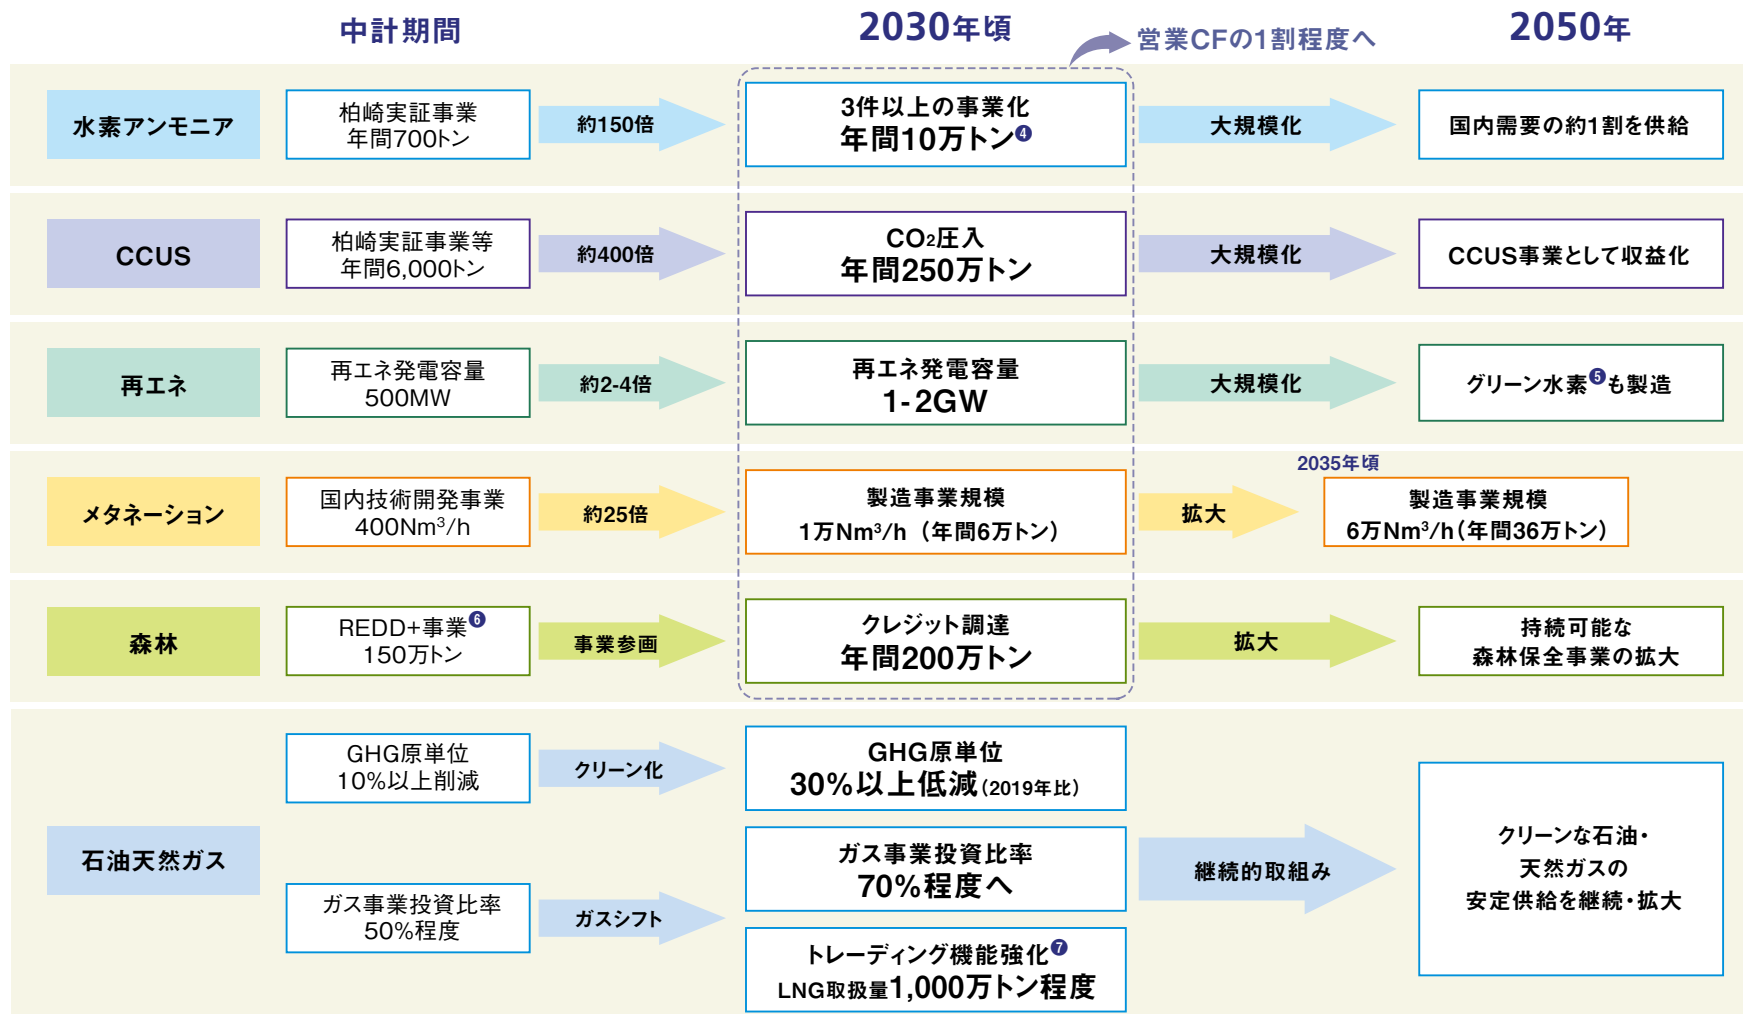 中計期間
2030年頃
営業CFの1割程度へ
2050年
水素アンモニア
柏崎実証事業
年間700トン
約150倍
3件以上の事業化
年間10万トン❹
大規模化
国内需要の約1割を供給
CCUS
柏崎実証事業等
年間6,000トン
約400倍
CO₂圧入
年間250万トン
大規模化
CCUS事業として収益化
再エネ
再エネ発電容量
500MW
約2-4倍
再エネ発電容量
1-2GW
大規模化
グリーン水素❺も製造
メタネーション
国内技術開発事業
400Nm³/h
約25倍
製造事業規模
1万Nm³/h（年間6万トン）
拡大
2035年頃
製造事業規模
6万Nm³/h（年間36万トン）
森林
REDD+事業❻
150万トン
事業参画
クレジット調達
年間200万トン
拡大
持続可能な
森林保全事業の拡大
石油天然ガス
GHG原単位
10%以上削減
クリーン化
GHG原単位
30%以上低減（2019年比）
ガス事業投資比率
50%程度
ガスシフト
ガス事業投資比率
70%程度へ
トレーディング機能強化❼
LNG取扱量1,000万トン程度
継続的取組み
クリーンな石油・
天然ガスの
安定供給を継続・拡大